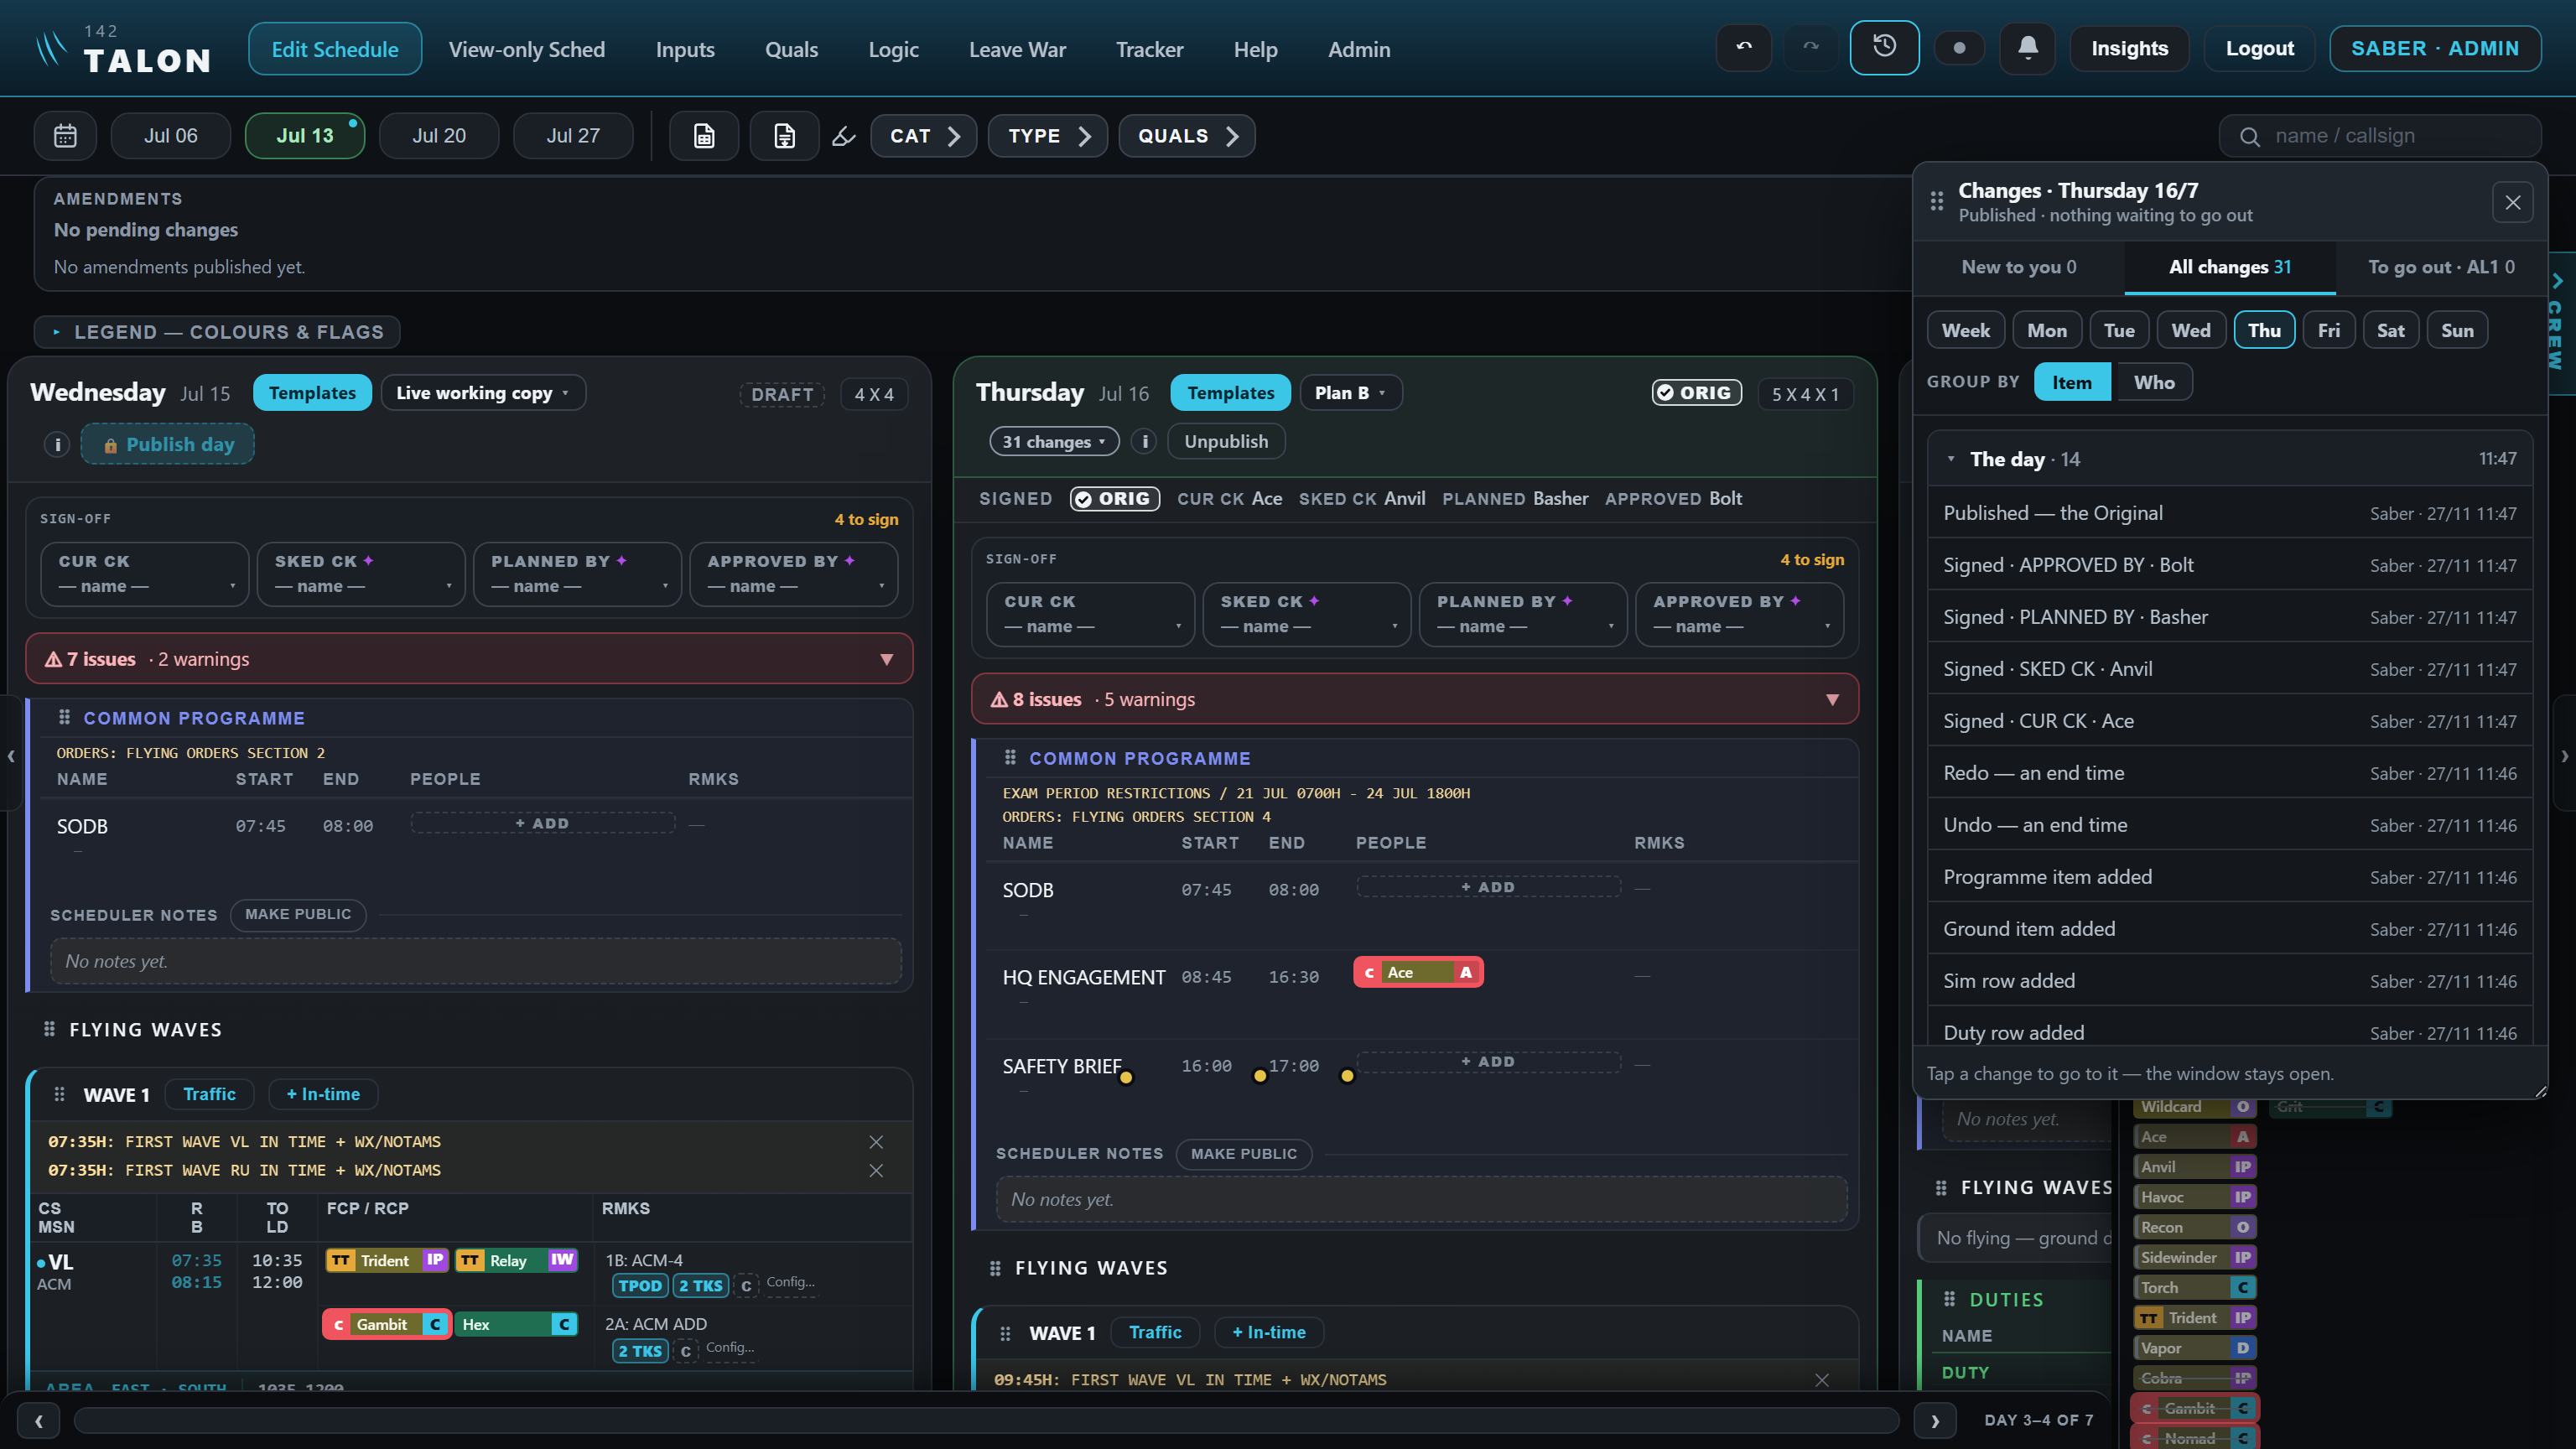 142
TALON
Edit Schedule
View-only Sched
Inputs
Quals
Logic
Leave War
Tracker
Help
Admin
Insights
Logout
SABER · ADMIN
Jul 06
Jul 13
Jul 20
Jul 27
CAT
TYPE
QUALS
name / callsign
AMENDMENTS
No pending changes
No amendments published yet.
LEGEND — COLOURS & FLAGS
Wednesday Jul 15
Templates
Live working copy
DRAFT
4 X 4
i
Publish day
SIGN-OFF
4 to sign
CUR CK
— name —
SKED CK
— name —
PLANNED BY
— name —
APPROVED BY
— name —
7 issues · 2 warnings
COMMON PROGRAMME
ORDERS: FLYING ORDERS SECTION 2
NAME START END PEOPLE RMKS
SODB 07:45 08:00 + ADD —
—
SCHEDULER NOTES MAKE PUBLIC
No notes yet.
FLYING WAVES
WAVE 1 Traffic + In-time
07:35H: FIRST WAVE VL IN TIME + WX/NOTAMS
07:35H: FIRST WAVE RU IN TIME + WX/NOTAMS
CS R TO FCP / RCP RMKS
MSN B LD
VL 07:35 10:35 TT Trident IP TT Relay IW 1B: ACM-4
ACM 08:15 12:00 TPOD 2 TKS C Config...
C Gambit C Hex C 2A: ACM ADD
2 TKS C Config...
AREA EAST · SOUTH 1035-1200
Thursday Jul 16
Templates
Plan B
ORIG
5 X 4 X 1
31 changes
i
Unpublish
SIGNED ORIG CUR CK Ace SKED CK Anvil PLANNED Basher APPROVED Bolt
SIGN-OFF
4 to sign
CUR CK
— name —
SKED CK
— name —
PLANNED BY
— name —
APPROVED BY
— name —
8 issues · 5 warnings
COMMON PROGRAMME
EXAM PERIOD RESTRICTIONS / 21 JUL 0700H - 24 JUL 1800H
ORDERS: FLYING ORDERS SECTION 4
NAME START END PEOPLE RMKS
SODB 07:45 08:00 + ADD —
—
HQ ENGAGEMENT 08:45 16:30 C Ace A —
—
SAFETY BRIEF 16:00 17:00 + ADD —
—
SCHEDULER NOTES MAKE PUBLIC
No notes yet.
FLYING WAVES
WAVE 1 Traffic + In-time
09:45H: FIRST WAVE VL IN TIME + WX/NOTAMS
Changes · Thursday 16/7
Published · nothing waiting to go out
New to you 0
All changes 31
To go out · AL1 0
Week
Mon
Tue
Wed
Thu
Fri
Sat
Sun
GROUP BY
Item
Who
The day · 14 11:47
Published — the Original Saber · 27/11 11:47
Signed · APPROVED BY · Bolt Saber · 27/11 11:47
Signed · PLANNED BY · Basher Saber · 27/11 11:47
Signed · SKED CK · Anvil Saber · 27/11 11:47
Signed · CUR CK · Ace Saber · 27/11 11:47
Redo — an end time Saber · 27/11 11:46
Undo — an end time Saber · 27/11 11:46
Programme item added Saber · 27/11 11:46
Ground item added Saber · 27/11 11:46
Sim row added Saber · 27/11 11:46
Duty row added Saber · 27/11 11:46
Tap a change to go to it — the window stays open.
CREW
No notes yet.
FLYING WAVES
No flying — ground d
DUTIES
NAME
DUTY
Wildcard O
Grit C
Ace A
Anvil IP
Havoc IP
Recon O
Sidewinder IP
Torch C
TT Trident IP
Vapor D
Cobra IP
C Gambit C
C Nomad C
DAY 3–4 OF 7